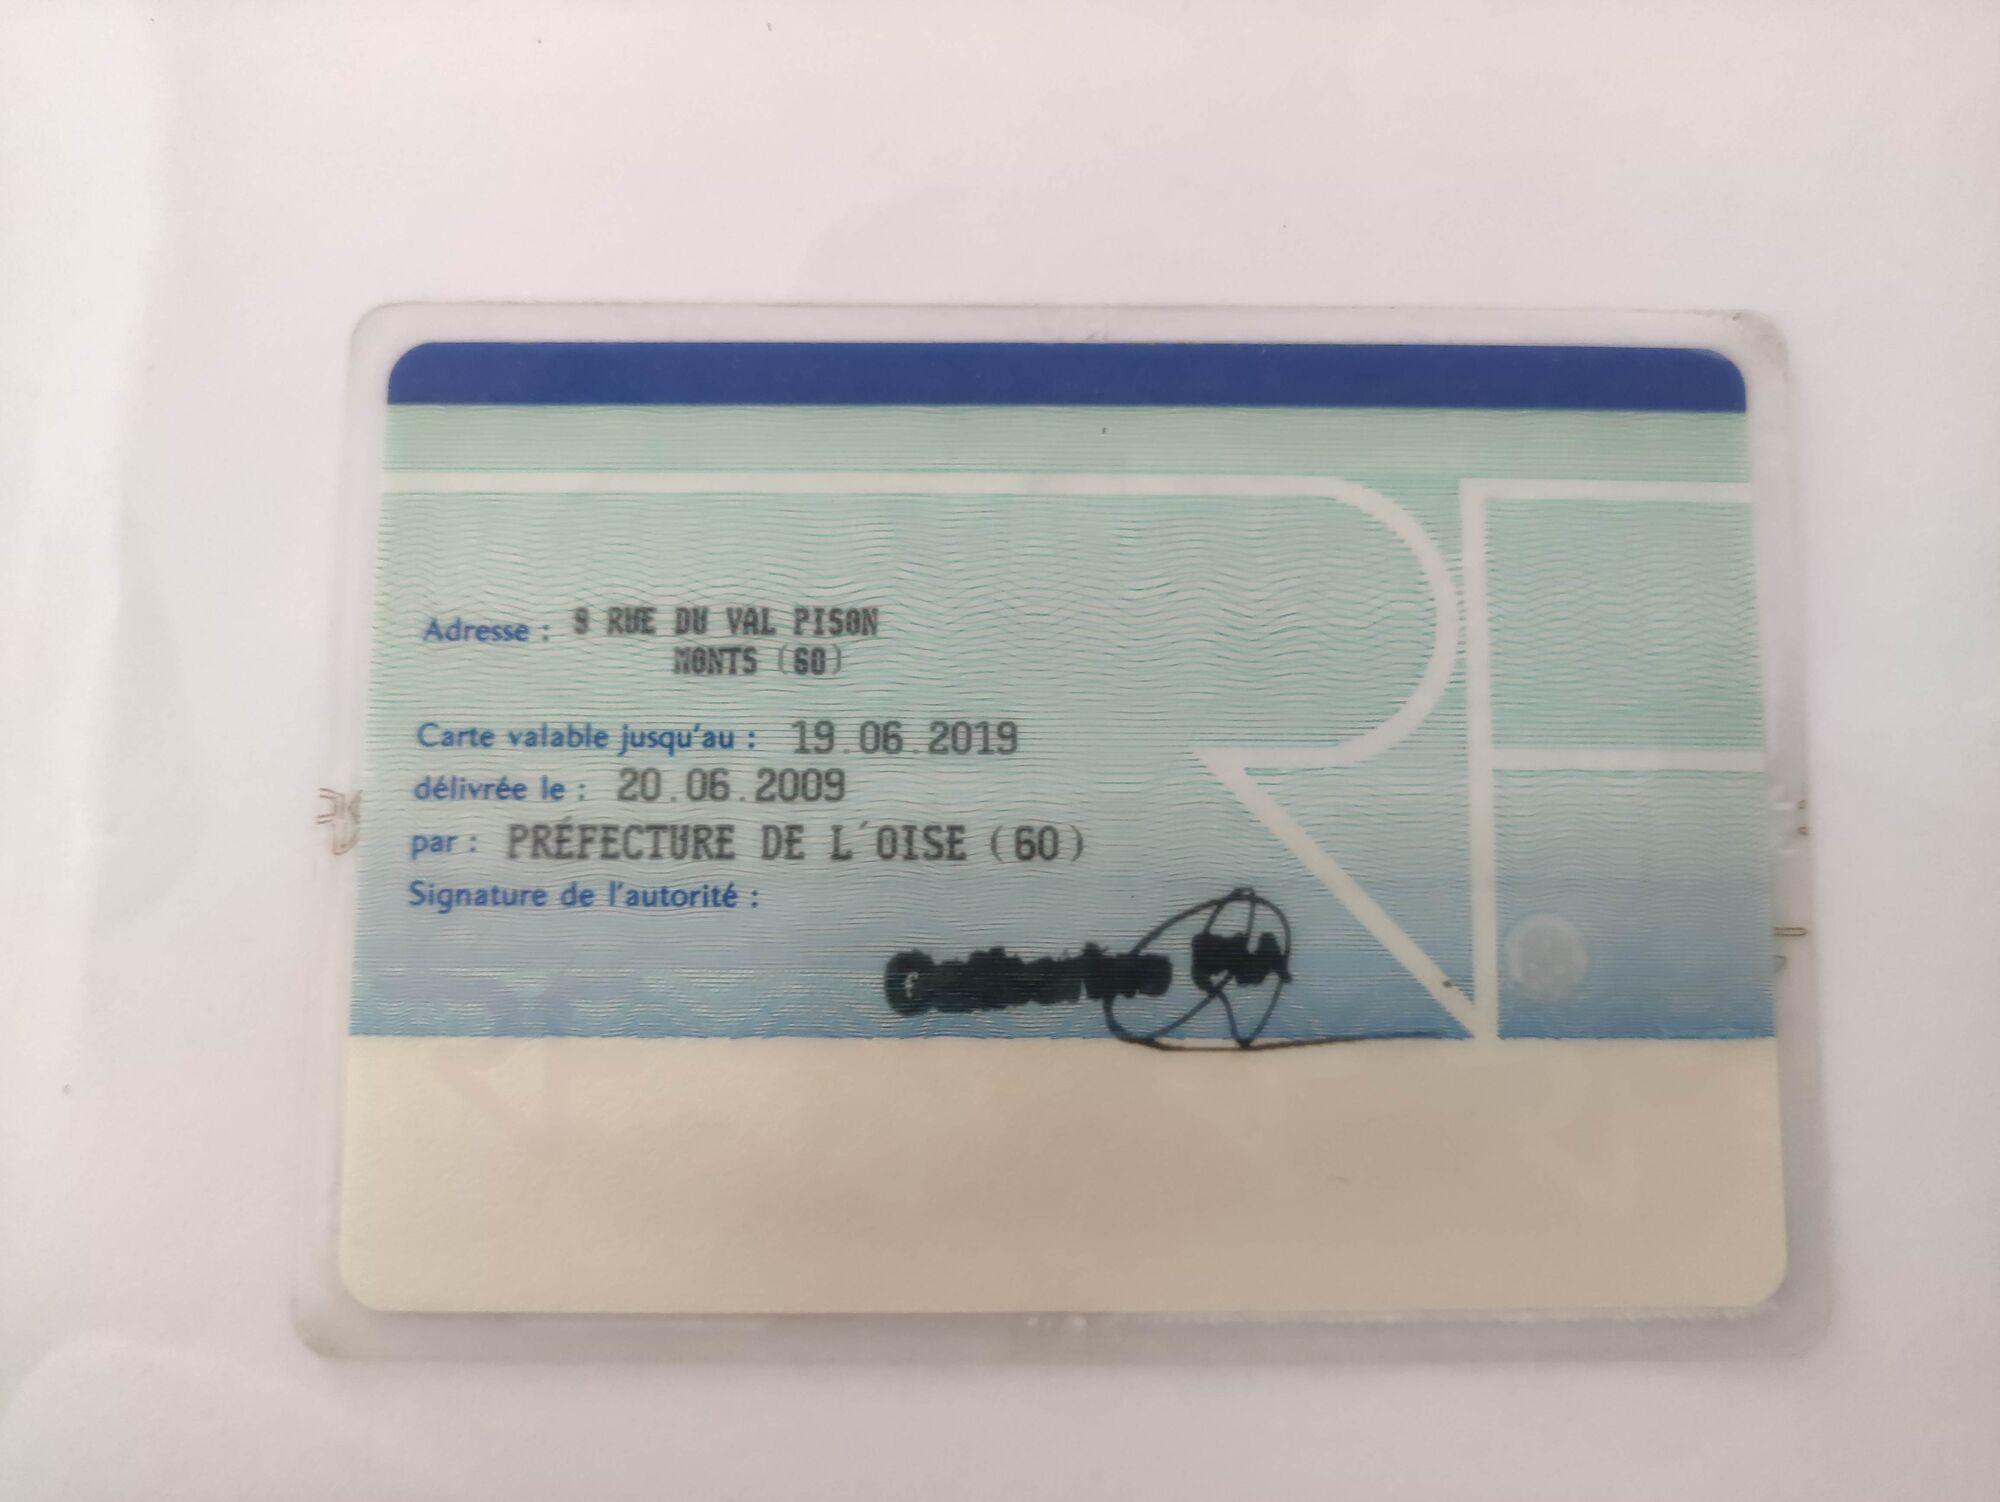 Adresse : 9 RUE DU VAL PISON
MONTS (60)
Carte valable jusqu'au : 19.06.2019
délivrée le : 20.06.2009
par : PRÉFECTURE DE L´OISE (60)
Signature de l'autorité :
RF